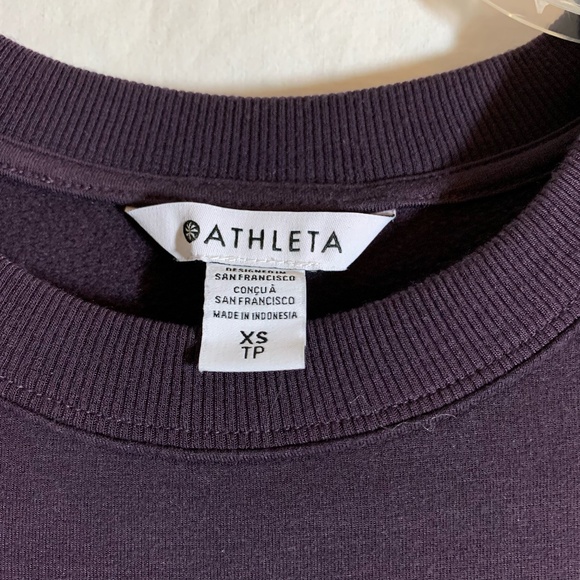 ATHLETA
DESIGNED IN
SAN FRANCISCO
CONÇU À
SAN FRANCISCO
MADE IN INDONESIA
XS
TP